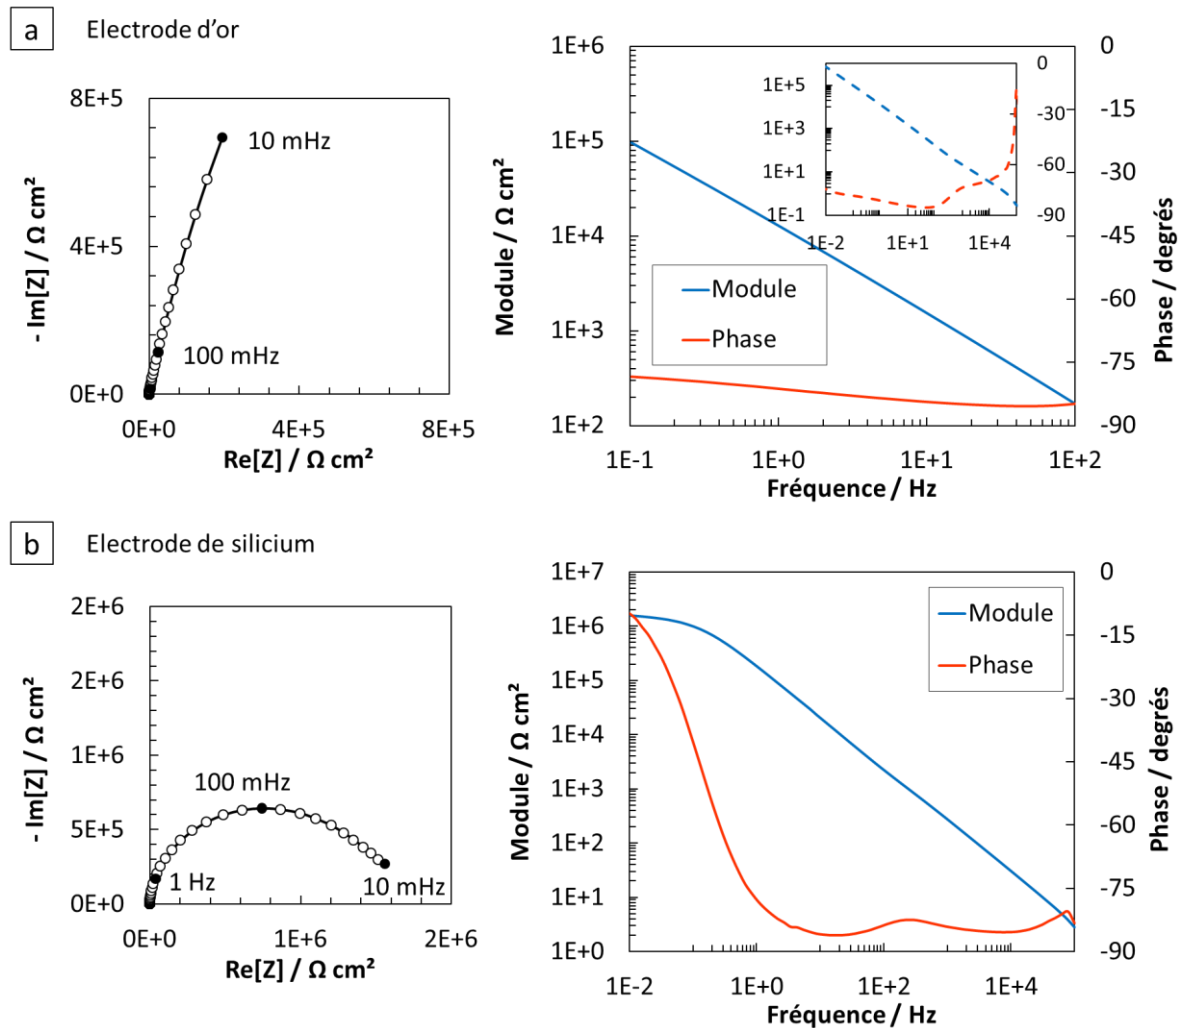 a
Electrode d'or
8E+5
4E+5
0E+0
- Im[Z] / Ω cm²
10 mHz
100 mHz
0E+0
4E+5
8E+5
Re[Z] / Ω cm²
1E+6
1E+5
1E+4
1E+3
1E+2
Module / Ω cm²
1E+5
1E+3
1E+1
1E-1
0
-30
-60
-90
1E-2
1E+1
1E+4
Module
Phase
0
-15
-30
-45
-60
-75
-90
Phase / degrés
1E-1
1E+0
1E+1
1E+2
Fréquence / Hz
b
Electrode de silicium
2E+6
2E+6
1E+6
5E+5
0E+0
- Im[Z] / Ω cm²
100 mHz
1 Hz
10 mHz
0E+0
1E+6
2E+6
Re[Z] / Ω cm²
1E+7
1E+6
1E+5
1E+4
1E+3
1E+2
1E+1
1E+0
Module / Ω cm²
Module
Phase
0
-15
-30
-45
-60
-75
-90
Phase / degrés
1E-2
1E+0
1E+2
1E+4
Fréquence / Hz